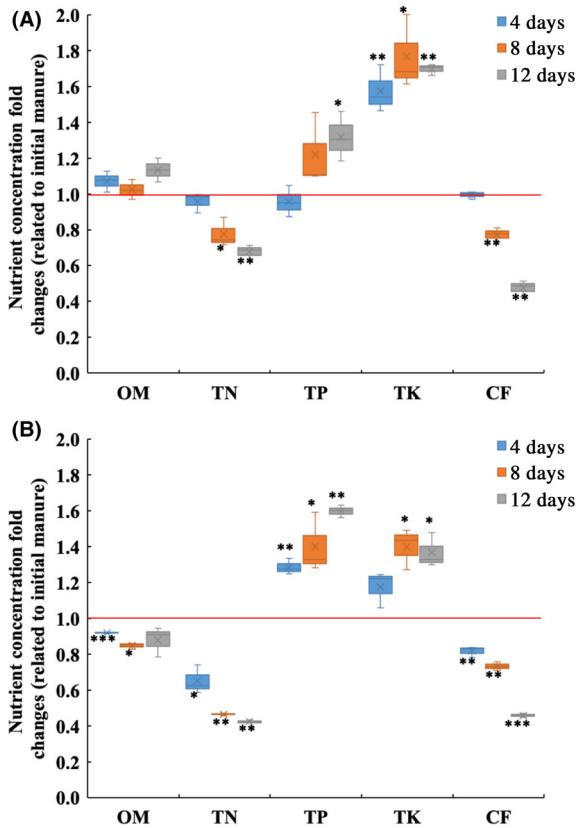 (A)
Nutrient concentration fold
changes (related to initial manure)
2.0
1.8
1.6
1.4
1.2
1.0
0.8
0.6
0.4
0.2
0.0
4 days
8 days
12 days
*
** **
*
* **
**
**
OM TN TP TK CF
(B)
Nutrient concentration fold
changes (related to initial manure)
2.0
1.8
1.6
1.4
1.2
1.0
0.8
0.6
0.4
0.2
0.0
4 days
8 days
12 days
**
*
** * *
***
*
*
** **
** **
***
OM TN TP TK CF